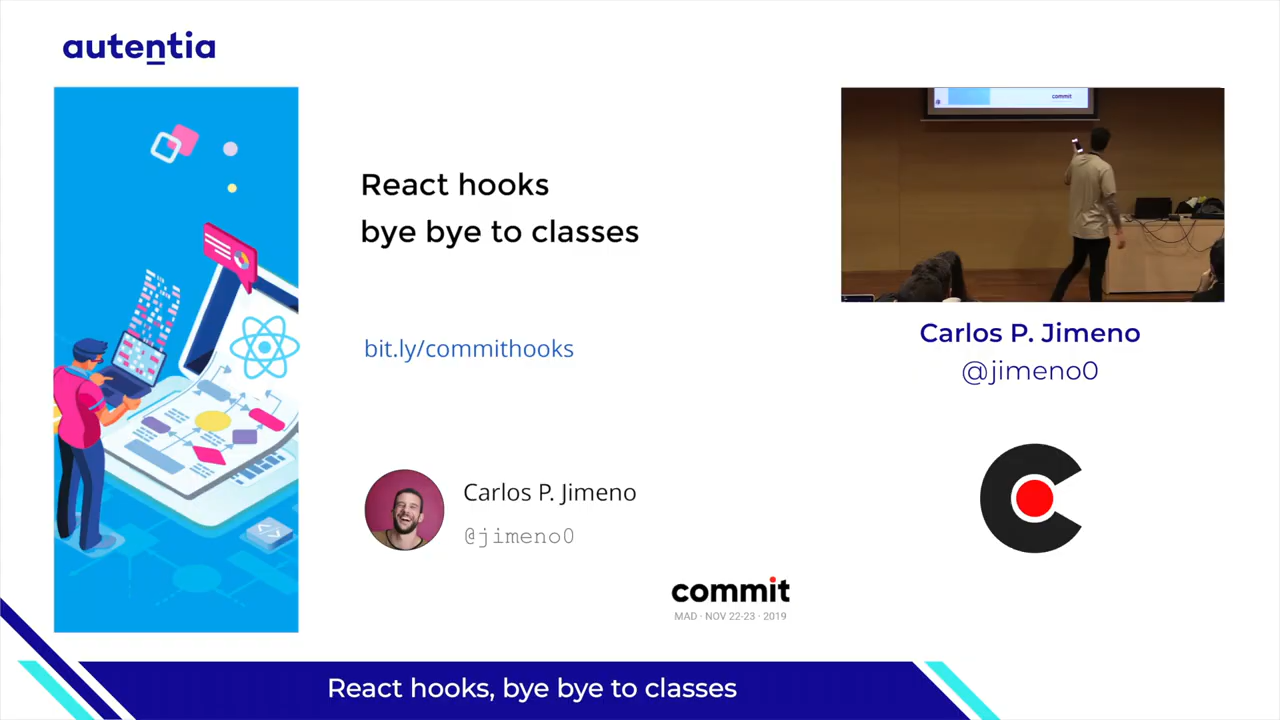 autentia
React hooks
bye bye to classes
bit.ly/commithooks
Carlos P. Jimeno
@jimeno0
commit
MAD · NOV 22-23 · 2019
commit
Carlos P. Jimeno
@jimeno0
React hooks, bye bye to classes